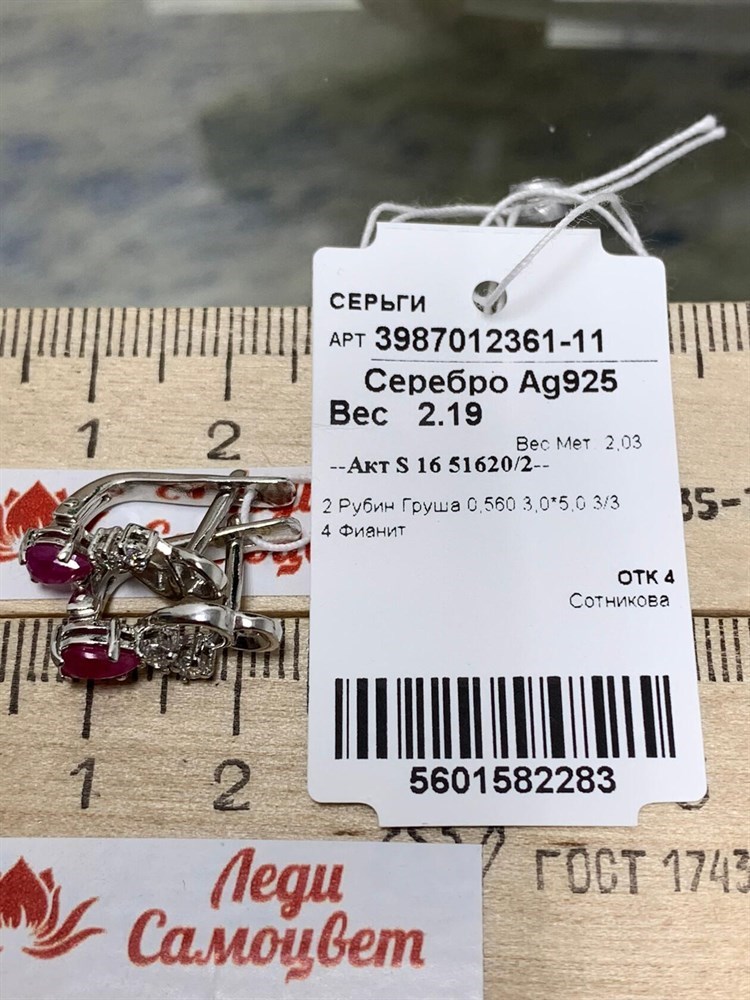 СЕРЬГИ
АРТ 3987012361-11
Серебро Ag925
Вес 2.19
Вес Мет. 2,03
--Акт S 16 51620/2--
2 Рубин Груша 0,560 3,0*5,0 3/3
4 Фианит
ОТК 4
Сотникова
5601582283
1 2
35-
1 2
ГОСТ 1743
Леди
Самоцвет